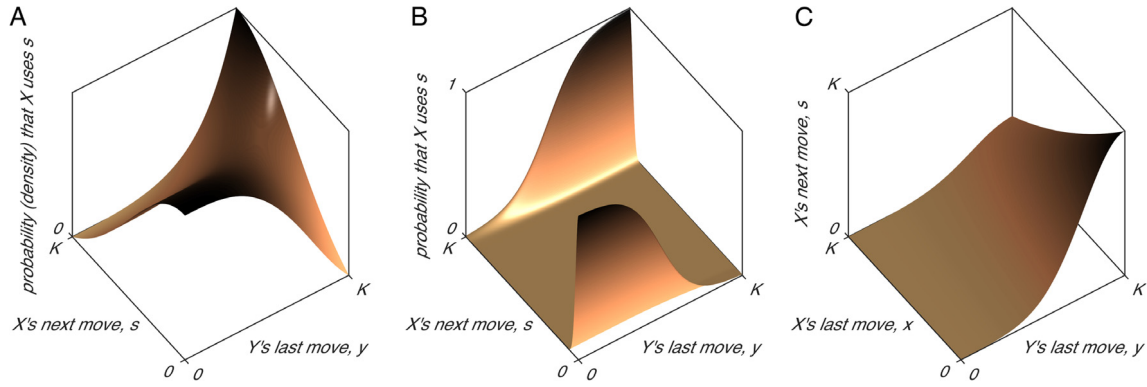 A
probability (density) that X uses s
0
K
X's next move, s
0
0
Y's last move, y
K
B
probability that X uses s
1
0
K
X's next move, s
0
0
Y's last move, y
K
C
X's next move, s
K
0
K
X's last move, x
0
0
Y's last move, y
K